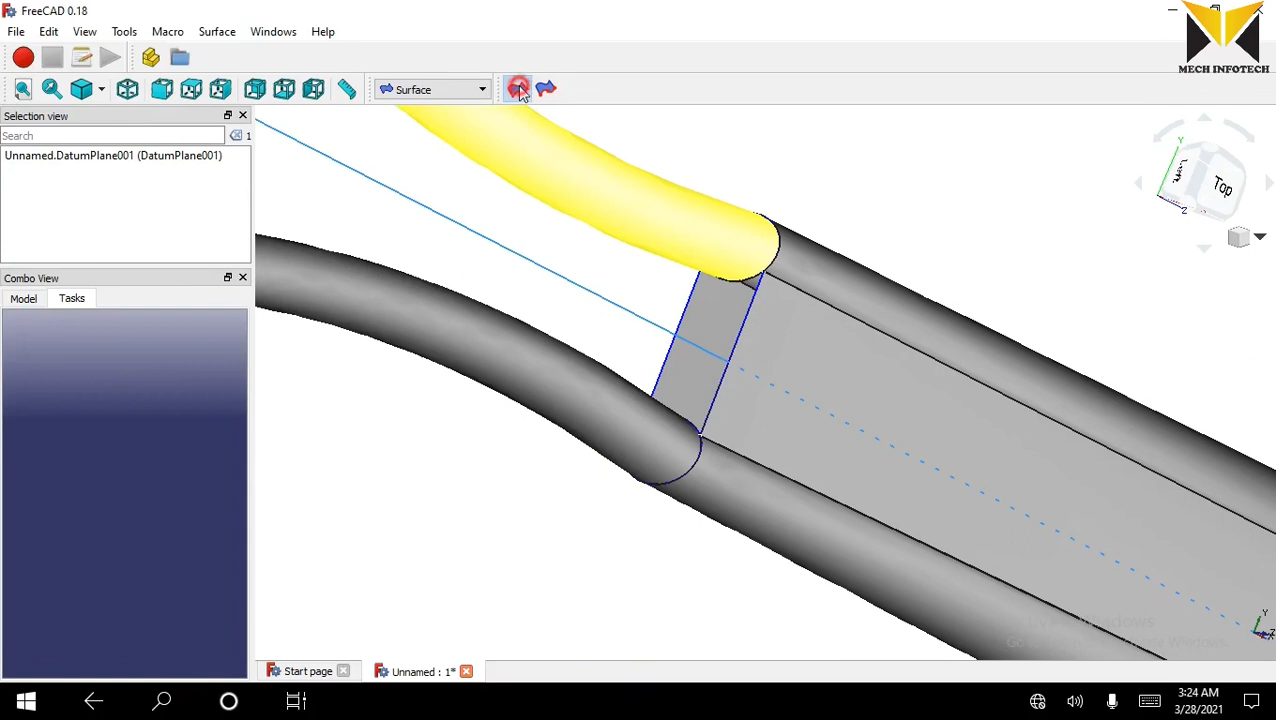 FreeCAD 0.18
MECH INFOTECH
File Edit View Tools Macro Surface Windows Help
Surface
Selection view
Search
1
Unnamed.DatumPlane001 (DatumPlane001)
Combo View
Model Tasks
Y
Top
Z
Y
Start page
Unnamed : 1*
3:24 AM
3/28/2021